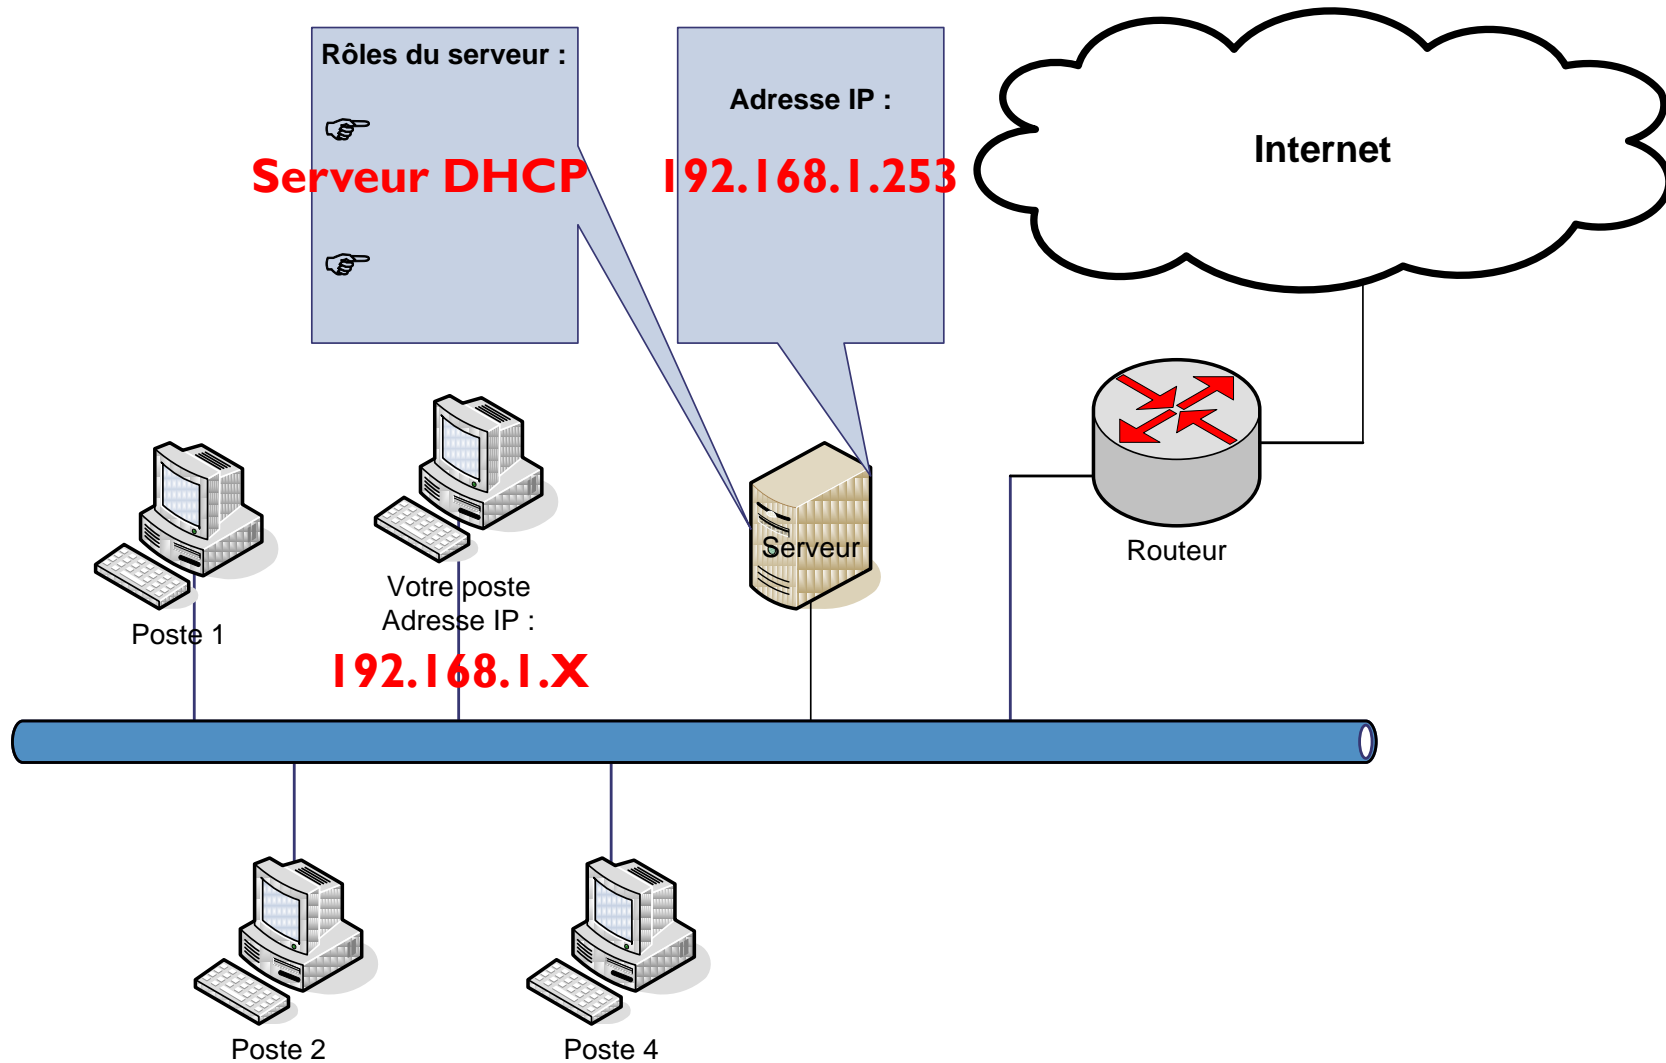 Rôles du serveur :
☞
Serveur DHCP
☞
Adresse IP :
192.168.1.253
Internet
Serveur
Routeur
Poste 1
Votre poste
Adresse IP :
192.168.1.X
Poste 2
Poste 4